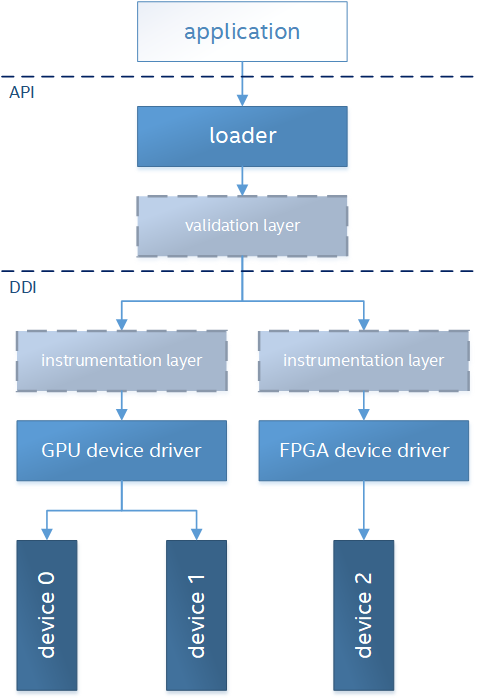 application
API
loader
validation layer
DDI
instrumentation layer
instrumentation layer
GPU device driver
FPGA device driver
device 0
device 1
device 2